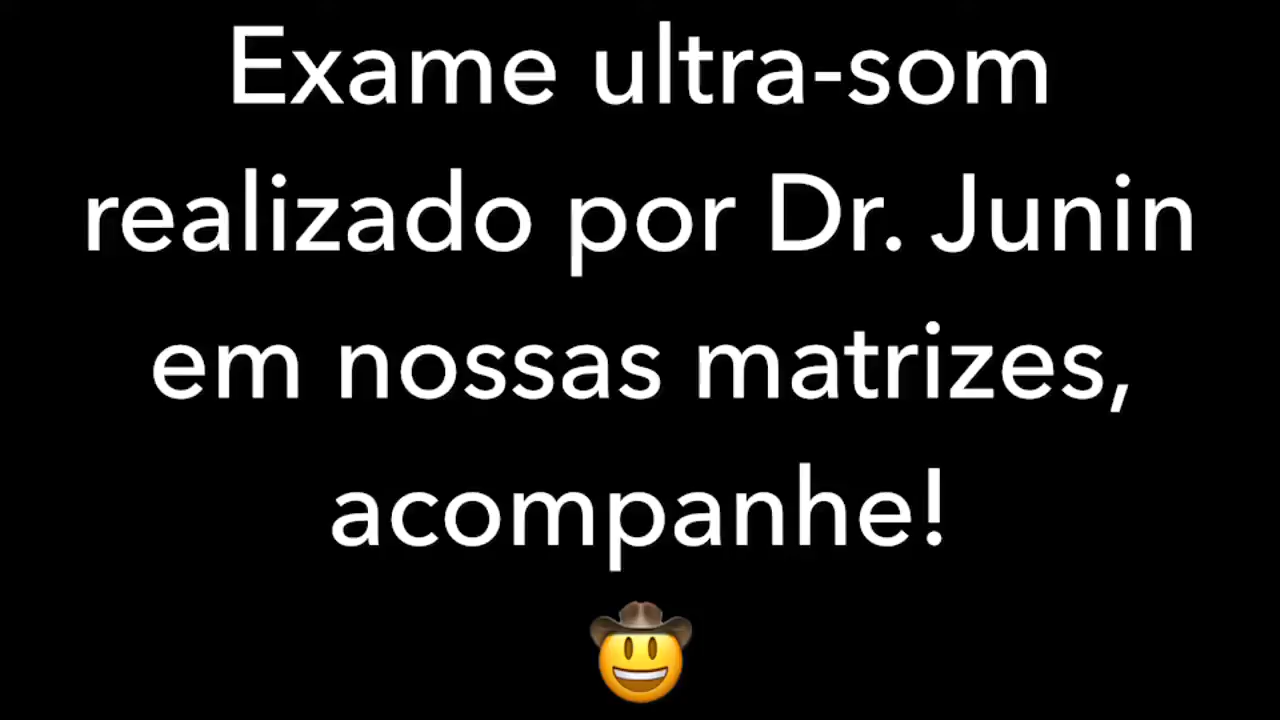 Exame ultra-som
realizado por Dr. Junin
em nossas matrizes,
acompanhe!
🤠